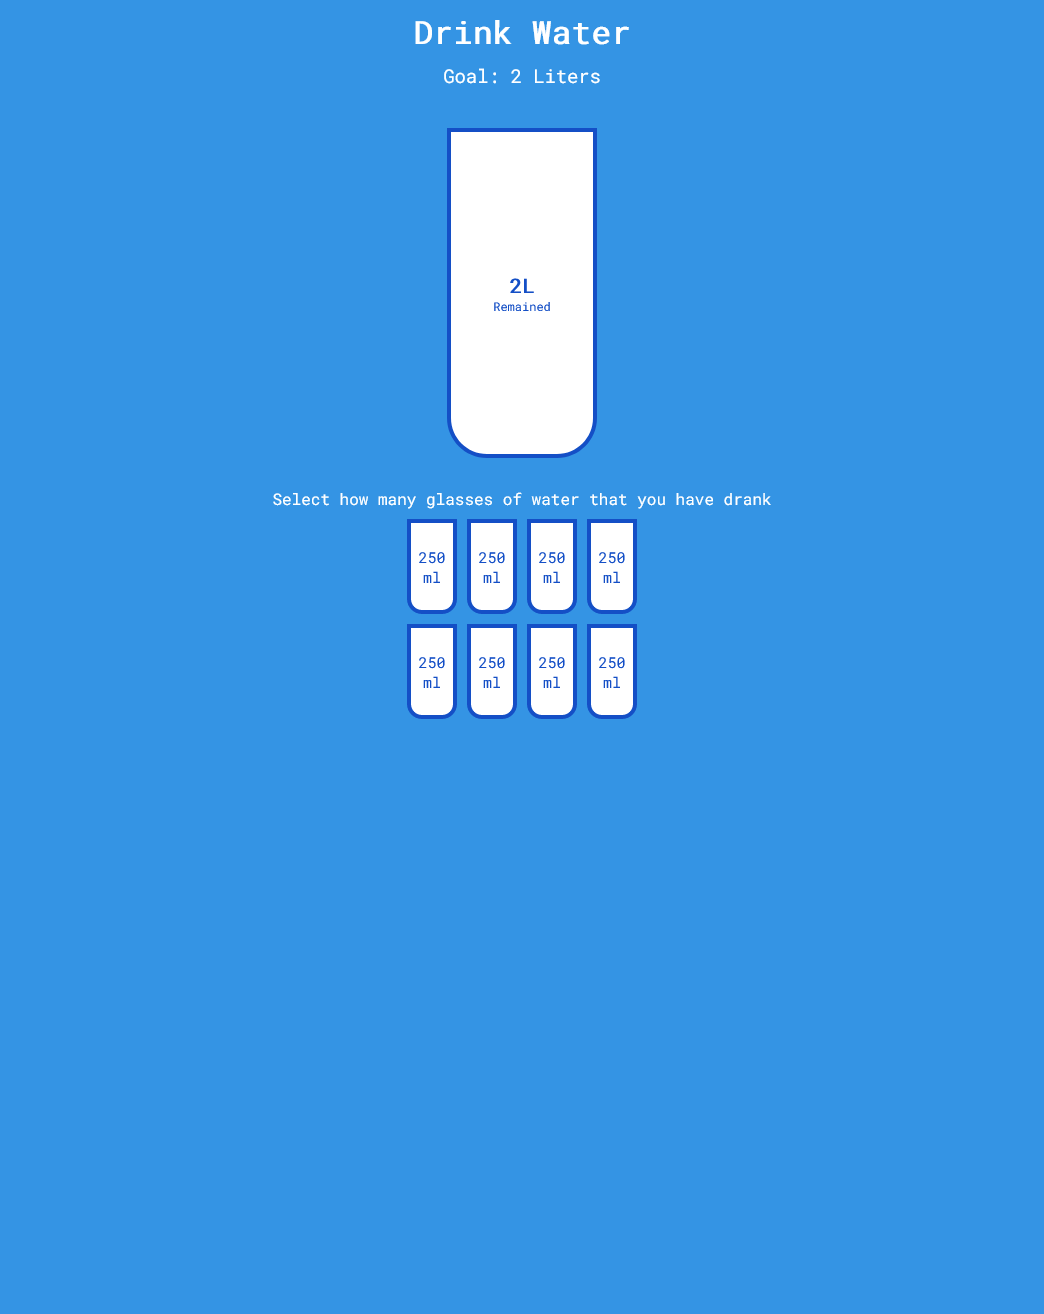 Drink Water
Goal: 2 Liters
2L
Remained
Select how many glasses of water that you have drank
250 250 250 250
ml ml ml ml
250 250 250 250
ml ml ml ml